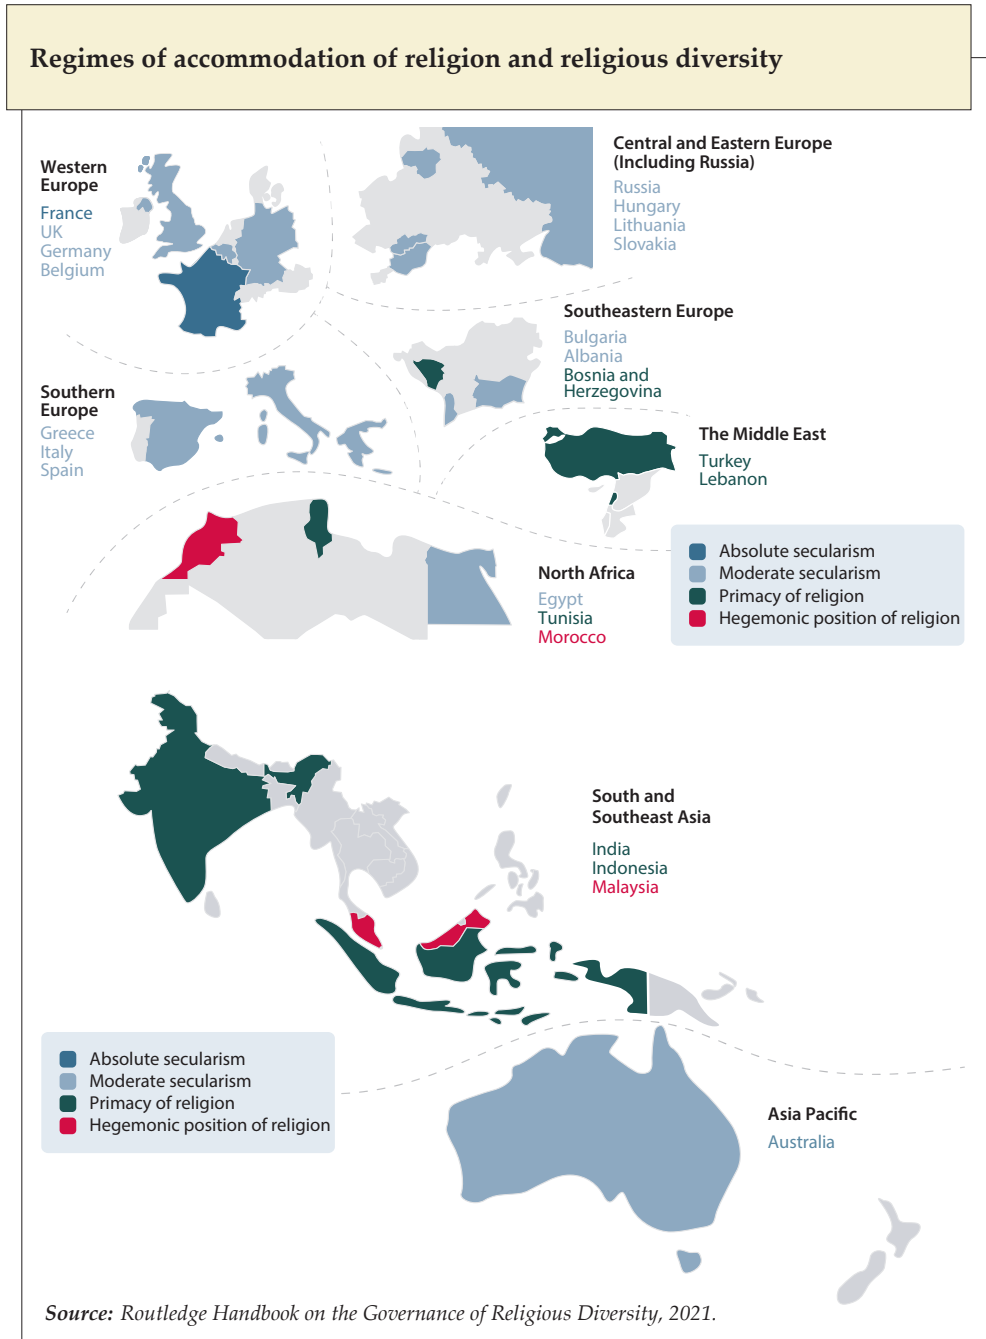 Regimes of accommodation of religion and religious diversity
Western
Europe
France
UK
Germany
Belgium
Central and Eastern Europe
(Including Russia)
Russia
Hungary
Lithuania
Slovakia
Southeastern Europe
Bulgaria
Albania
Bosnia and
Herzegovina
Southern
Europe
Greece
Italy
Spain
The Middle East
Turkey
Lebanon
Absolute secularism
Moderate secularism
Primacy of religion
Hegemonic position of religion
North Africa
Egypt
Tunisia
Morocco
South and
Southeast Asia
India
Indonesia
Malaysia
Absolute secularism
Moderate secularism
Primacy of religion
Hegemonic position of religion
Asia Pacific
Australia
Source: Routledge Handbook on the Governance of Religious Diversity, 2021.